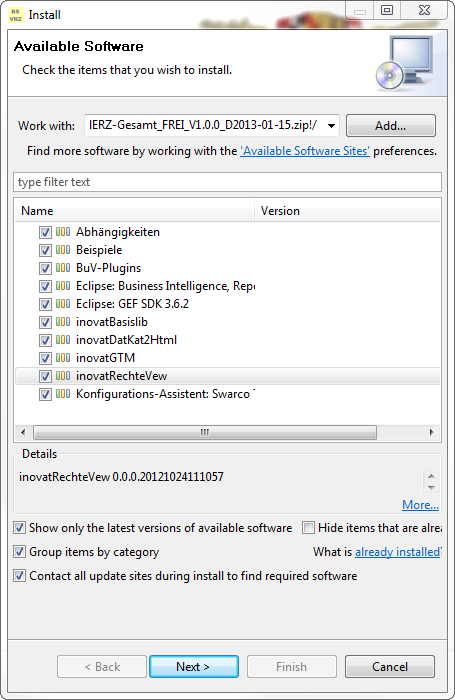 BS
VRZ
Install
Available Software
Check the items that you wish to install.
Work with: IERZ-Gesamt_FREI_V1.0.0_D2013-01-15.zip!/ Add...
Find more software by working with the 'Available Software Sites' preferences.
type filter text
Name Version
Abhängigkeiten
Beispiele
BuV-Plugins
Eclipse: Business Intelligence, Repo
Eclipse: GEF SDK 3.6.2
inovatBasislib
inovatDatKat2Html
inovatGTM
inovatRechteVew
Konfigurations-Assistent: Swarco
Details
inovatRechteVew 0.0.0.20121024111057
More...
Show only the latest versions of available software Hide items that are alrea
Group items by category What is already installed?
Contact all update sites during install to find required software
< Back Next > Finish Cancel